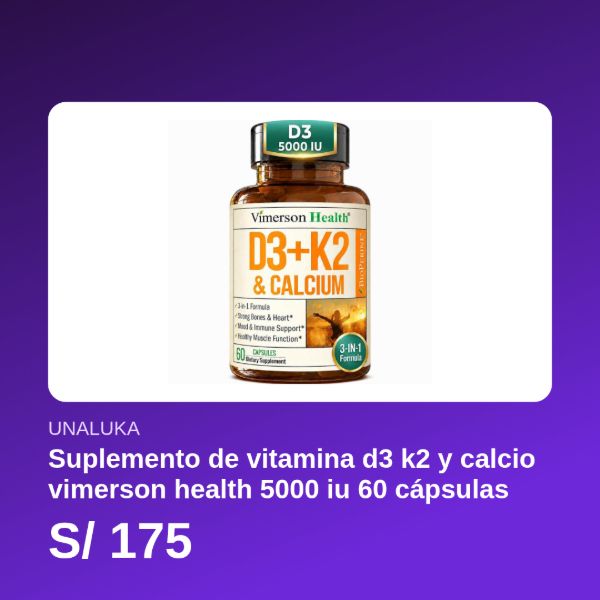 D3
5000 IU
Vimerson Health®
D3+K2
& CALCIUM
BIOPERINE
3-in-1 Formula
Strong Bones & Heart*
Mood & Immune Support*
Healthy Muscle Function*
60 CAPSULES
Dietary Supplement
3-IN-1
Formula
UNALUKA
Suplemento de vitamina d3 k2 y calcio
vimerson health 5000 iu 60 cápsulas
S/ 175